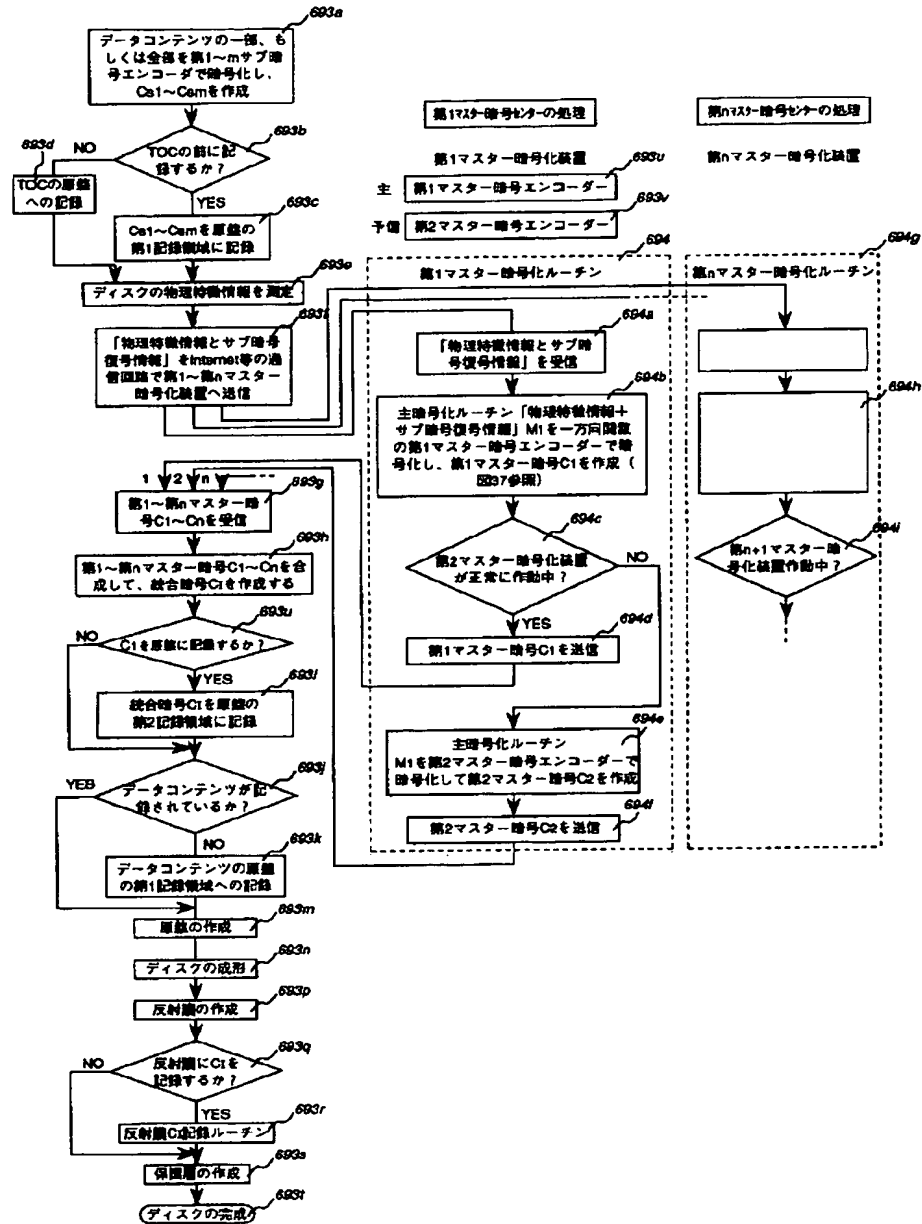 693a
データコンテンツの一部、も
しくは全部を第1～mサブ暗
号エンコーダで暗号化し、
Cs1～Csmを作成
693b
TOCの前に記
録するか？
NO
693d
TOCの原盤
への記録
YES
693c
Cs1～Csmを原盤の
第1記録領域に記録
693e
ディスクの物理特徴情報を測定
693f
「物理特徴情報とサブ暗号
復号情報」をInternet等の通
信回路で第1～第nマスター
暗号化装置へ送信
1 2 n
693g
第1～第nマスター暗
号C1～Cnを受信
693h
第1～第nマスター暗号C1～Cnを合
成して、統合暗号CIを作成する
693u
C1を原盤に記録するか？
NO
YES
693i
統合暗号CIを原盤の
第2記録領域に記録
693j
データコンテンツが記
録されているか？
YES
NO
693k
データコンテンツの原盤
の第1記録領域への記録
693m
原盤の作成
693n
ディスクの成形
693p
反射膜の作成
693q
反射膜にCIを
記録するか？
NO
YES
693r
反射膜CI記録ルーチン
693s
保護層の作成
693t
ディスクの完成
第1マスター暗号センターの処理
第1マスター暗号化装置
693u
主 第1マスター暗号エンコーダー
693v
予備 第2マスター暗号エンコーダー
694
第1マスター暗号化ルーチン
694a
「物理特徴情報とサブ暗
号復号情報」を受信
694b
主暗号化ルーチン「物理特徴情報＋
サブ暗号復号情報」M1を一方向関数
の第1マスター暗号エンコーダーで暗
号化し、第1マスター暗号C1を作成（
図37参照）
694c
第2マスター暗号化装置
が正常に作動中？
NO
YES
694d
第1マスター暗号C1を送信
694e
主暗号化ルーチン
M1を第2マスター暗号エンコーダーで
暗号化して第2マスター暗号C2を作成
694f
第2マスター暗号C2を送信
第nマスター暗号センターの処理
第nマスター暗号化装置
694g
第nマスター暗号化ルーチン
694h
694i
第n+1マスター暗
号化装置作動中？